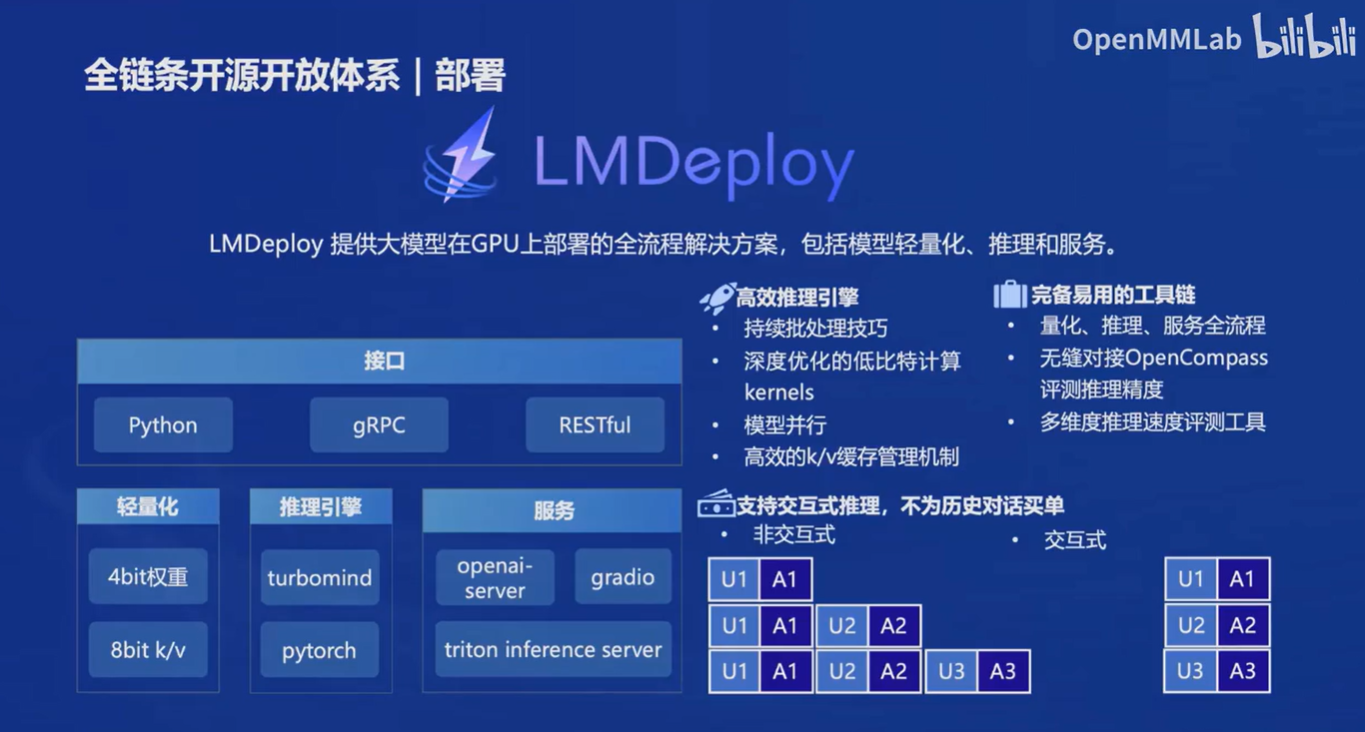 OpenMMLab bilibili
全链条开源开放体系｜部署
LMDeploy
LMDeploy 提供大模型在GPU上部署的全流程解决方案，包括模型轻量化、推理和服务。
接口
Python gRPC RESTful
轻量化
4bit权重
8bit k/v
推理引擎
turbomind
pytorch
服务
openai-
server
gradio
triton inference server
高效推理引擎
• 持续批处理技巧
• 深度优化的低比特计算
kernels
• 模型并行
• 高效的k/v缓存管理机制
完备易用的工具链
• 量化、推理、服务全流程
• 无缝对接OpenCompass
评测推理精度
• 多维度推理速度评测工具
支持交互式推理，不为历史对话买单
• 非交互式
U1 A1
U1 A1 U2 A2
U1 A1 U2 A2 U3 A3
• 交互式
U1 A1
U2 A2
U3 A3